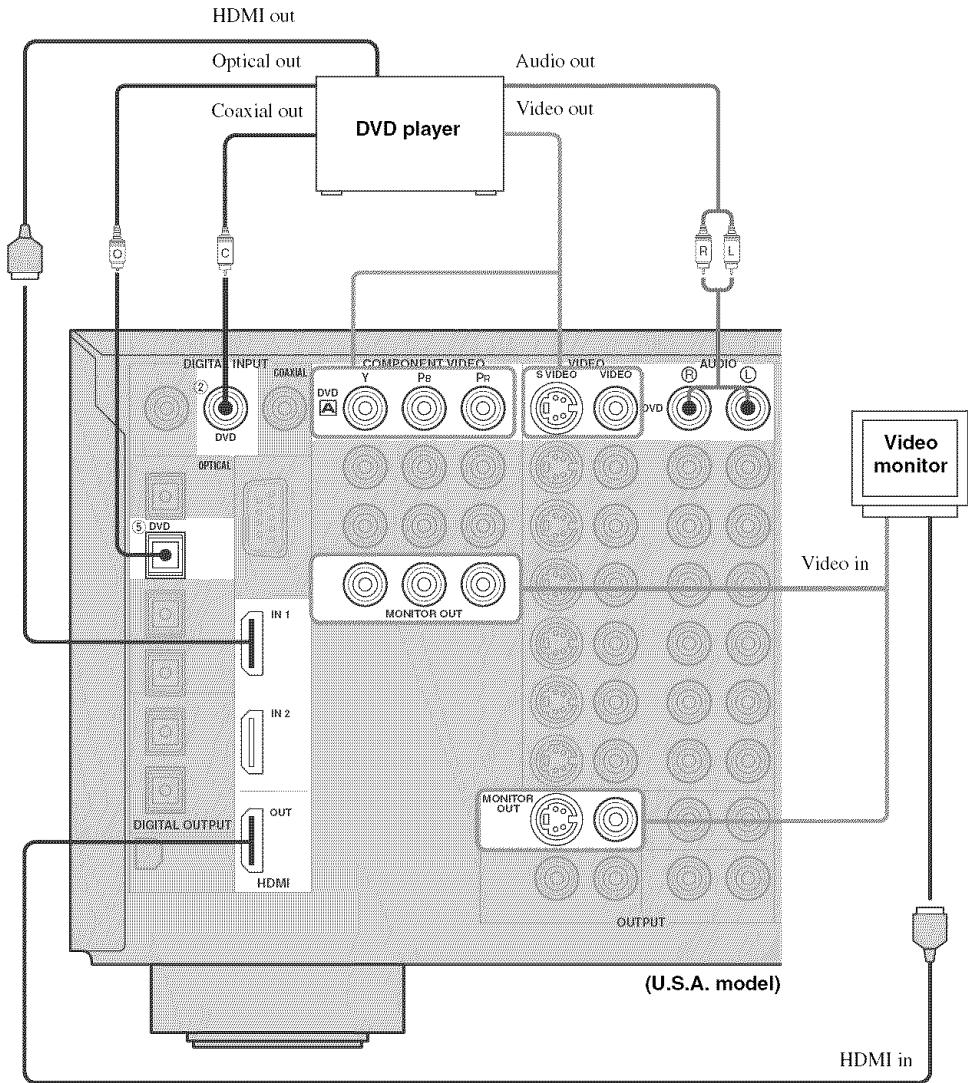 HDMI out
Optical out
Audio out
Coaxial out
Video out
DVD player
O
C
R
L
DIGITAL INPUT
COAXIAL
COMPONENT VIDEO
VIDEO
AUDIO
② 
DVD
DVD
A
Y
PB
PR
S VIDEO
VIDEO
DVD
R
L
Video
monitor
OPTICAL
⑤ DVD
Video in
MONITOR OUT
IN 1
IN 2
MONITOR
OUT
OUT
DIGITAL OUTPUT
HDMI
OUTPUT
(U.S.A. model)
HDMI in